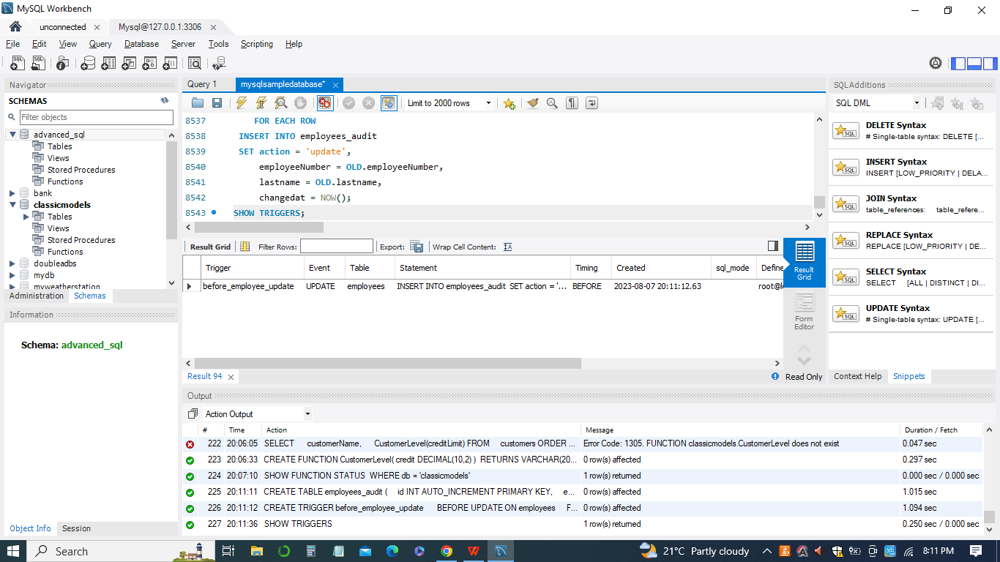 MySQL Workbench
unconnected
Mysql@127.0.0.1:3306
File Edit View Query Database Server Tools Scripting Help
Navigator
SCHEMAS
Filter objects
advanced_sql
Tables
Views
Stored Procedures
Functions
bank
classicmodels
Tables
Views
Stored Procedures
Functions
doubleadbs
mydb
myweatherstation
Administration Schemas
Information
Schema: advanced_sql
Object Info Session
Query 1
mysqlsampledatabase*
Limit to 2000 rows
8537 FOR EACH ROW
8538 INSERT INTO employees_audit
8539 SET action = 'update',
8540 employeeNumber = OLD.employeeNumber,
8541 lastname = OLD.lastname,
8542 changedat = NOW();
8543 SHOW TRIGGERS;
Result Grid Filter Rows: Export: Wrap Cell Content:
Trigger Event Table Statement Timing Created sql_mode Define
before_employee_update UPDATE employees INSERT INTO employees_audit SET action = '... BEFORE 2023-08-07 20:11:12.63 root@l
Result Grid
Form Editor
Result 94
Read Only
SQLAdditions
SQL DML
DELETE Syntax
# Single-table syntax: DELETE [...
INSERT Syntax
INSERT [LOW_PRIORITY | DELA...
JOIN Syntax
table_references: table_refere...
REPLACE Syntax
REPLACE [LOW_PRIORITY | DE...
SELECT Syntax
SELECT [ALL | DISTINCT | DI...
UPDATE Syntax
# Single-table syntax: UPDATE [...
Context Help Snippets
Output
Action Output
# Time Action Message Duration / Fetch
222 20:06:05 SELECT customerName, CustomerLevel(creditLimit) FROM customers ORDER ... Error Code: 1305. FUNCTION classicmodels.CustomerLevel does not exist 0.047 sec
223 20:06:33 CREATE FUNCTION CustomerLevel( credit DECIMAL(10,2) ) RETURNS VARCHAR(20... 0 row(s) affected 0.297 sec
224 20:07:10 SHOW FUNCTION STATUS WHERE db = 'classicmodels' 1 row(s) returned 0.000 sec / 0.000 sec
225 20:11:11 CREATE TABLE employees_audit ( id INT AUTO_INCREMENT PRIMARY KEY, e... 0 row(s) affected 1.015 sec
226 20:11:12 CREATE TRIGGER before_employee_update BEFORE UPDATE ON employees F... 0 row(s) affected 1.094 sec
227 20:11:36 SHOW TRIGGERS 1 row(s) returned 0.250 sec / 0.000 sec
Search
21°C Partly cloudy
8:11 PM